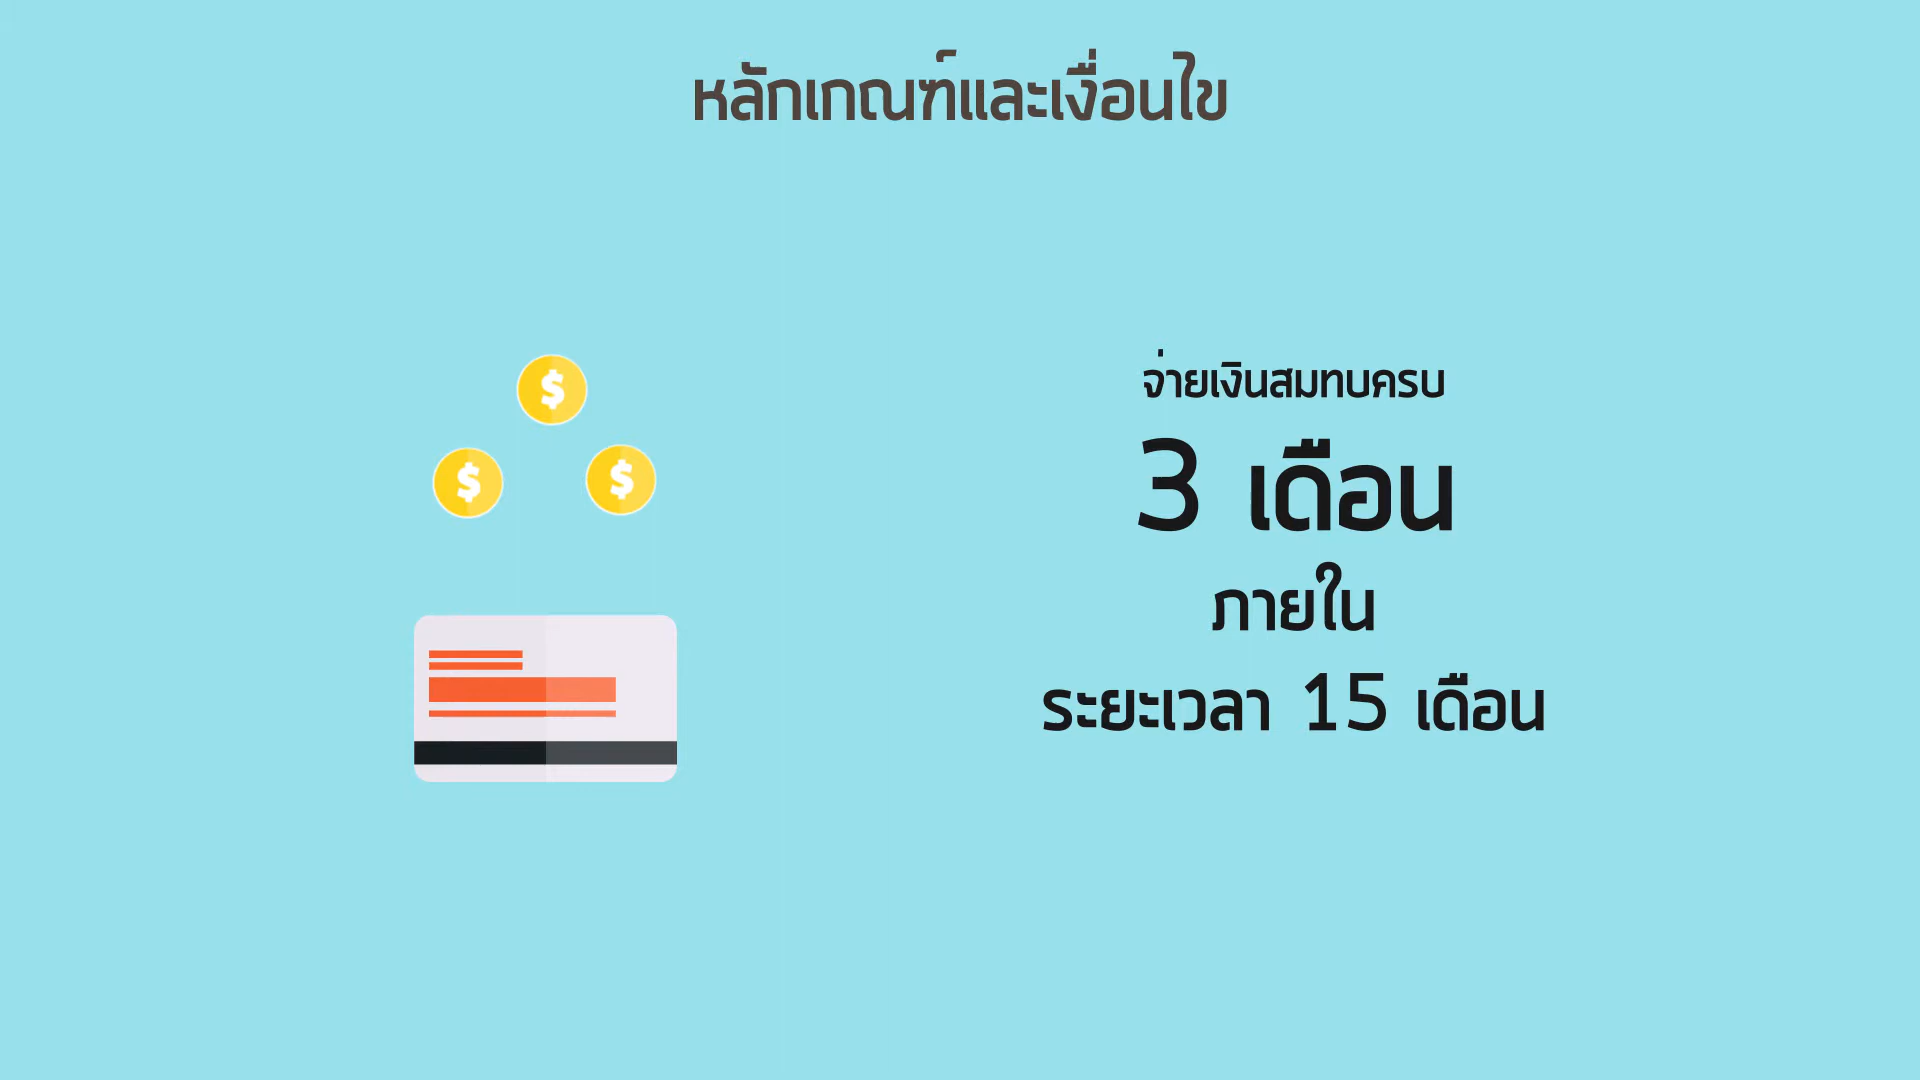 หลักเกณฑ์และเงื่อนไข
จ่ายเงินสมทบครบ
3 เดือน
ภายใน
ระยะเวลา 15 เดือน